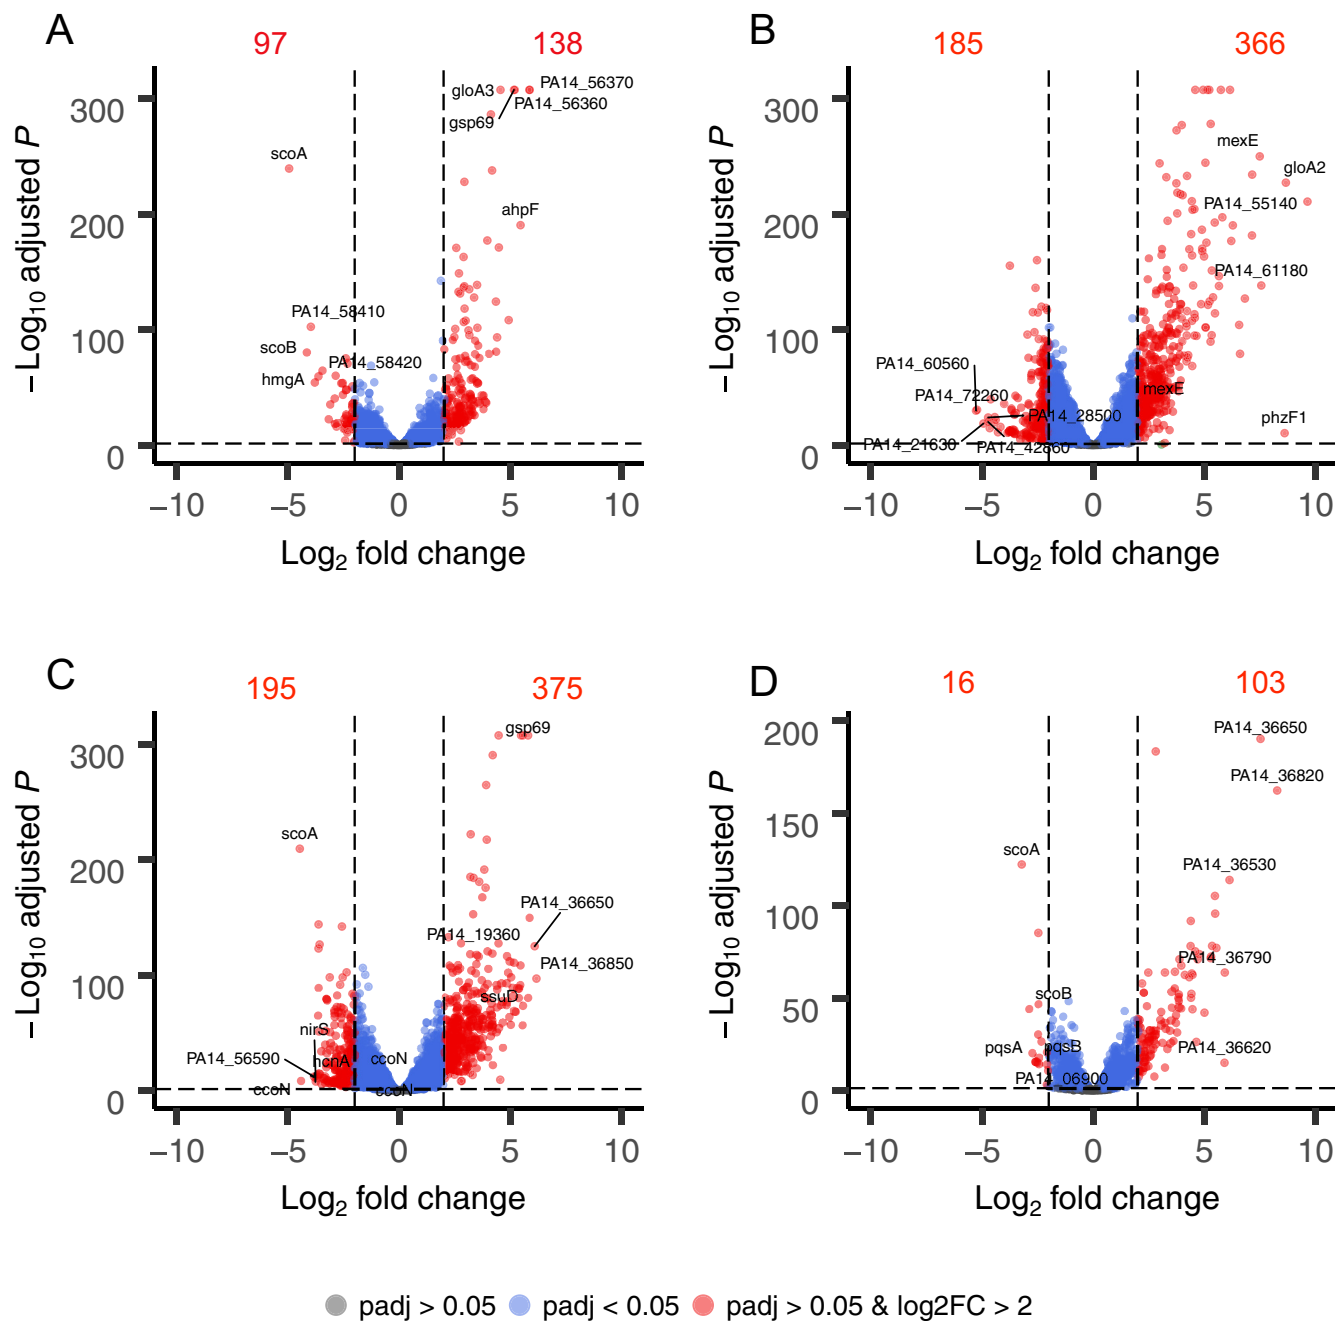 A
97
138
300
200
100
0
−Log10 adjusted P
gloA3
PA14_56370
PA14_56360
gsp69
scoA
ahpF
PA14_58410
scoB
PA14_58420
hmgA
−10
−5
0
5
10
Log2 fold change
B
185
366
300
200
100
0
−Log10 adjusted P
mexE
gloA2
PA14_55140
PA14_61180
PA14_60560
PA14_72260
mexE
PA14_28500
phzF1
PA14_21630
PA14_42860
−10
−5
0
5
10
Log2 fold change
C
195
375
300
200
100
0
−Log10 adjusted P
gsp69
scoA
PA14_36650
PA14_19360
PA14_36850
ssuD
nirS
PA14_56590
hcnA
ccoN
ccoN
ccoN
−10
−5
0
5
10
Log2 fold change
D
16
103
200
150
100
50
0
−Log10 adjusted P
PA14_36650
PA14_36820
scoA
PA14_36530
PA14_36790
scoB
pqsA
pqsB
PA14_36620
PA14_06900
−10
−5
0
5
10
Log2 fold change
padj > 0.05
padj < 0.05
padj > 0.05 & log2FC > 2